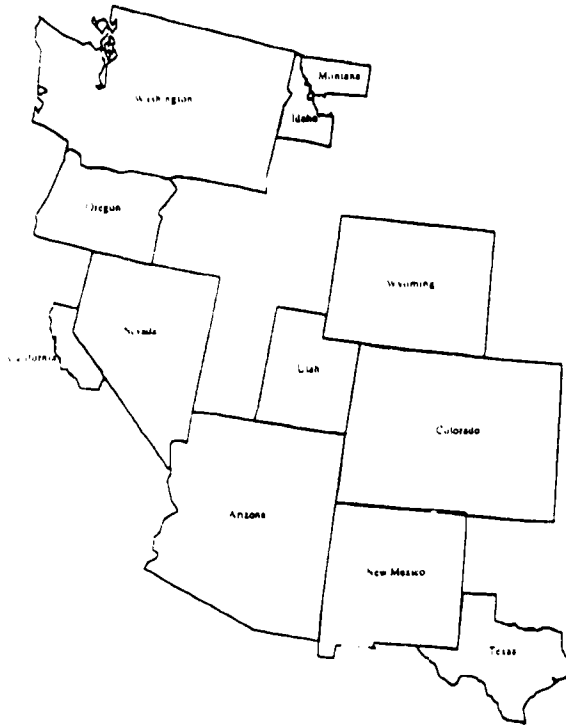 Montana
Washington
Idaho
Oregon
Wyoming
Nevada
California
Utah
Colorado
Arizona
New Mexico
Texas